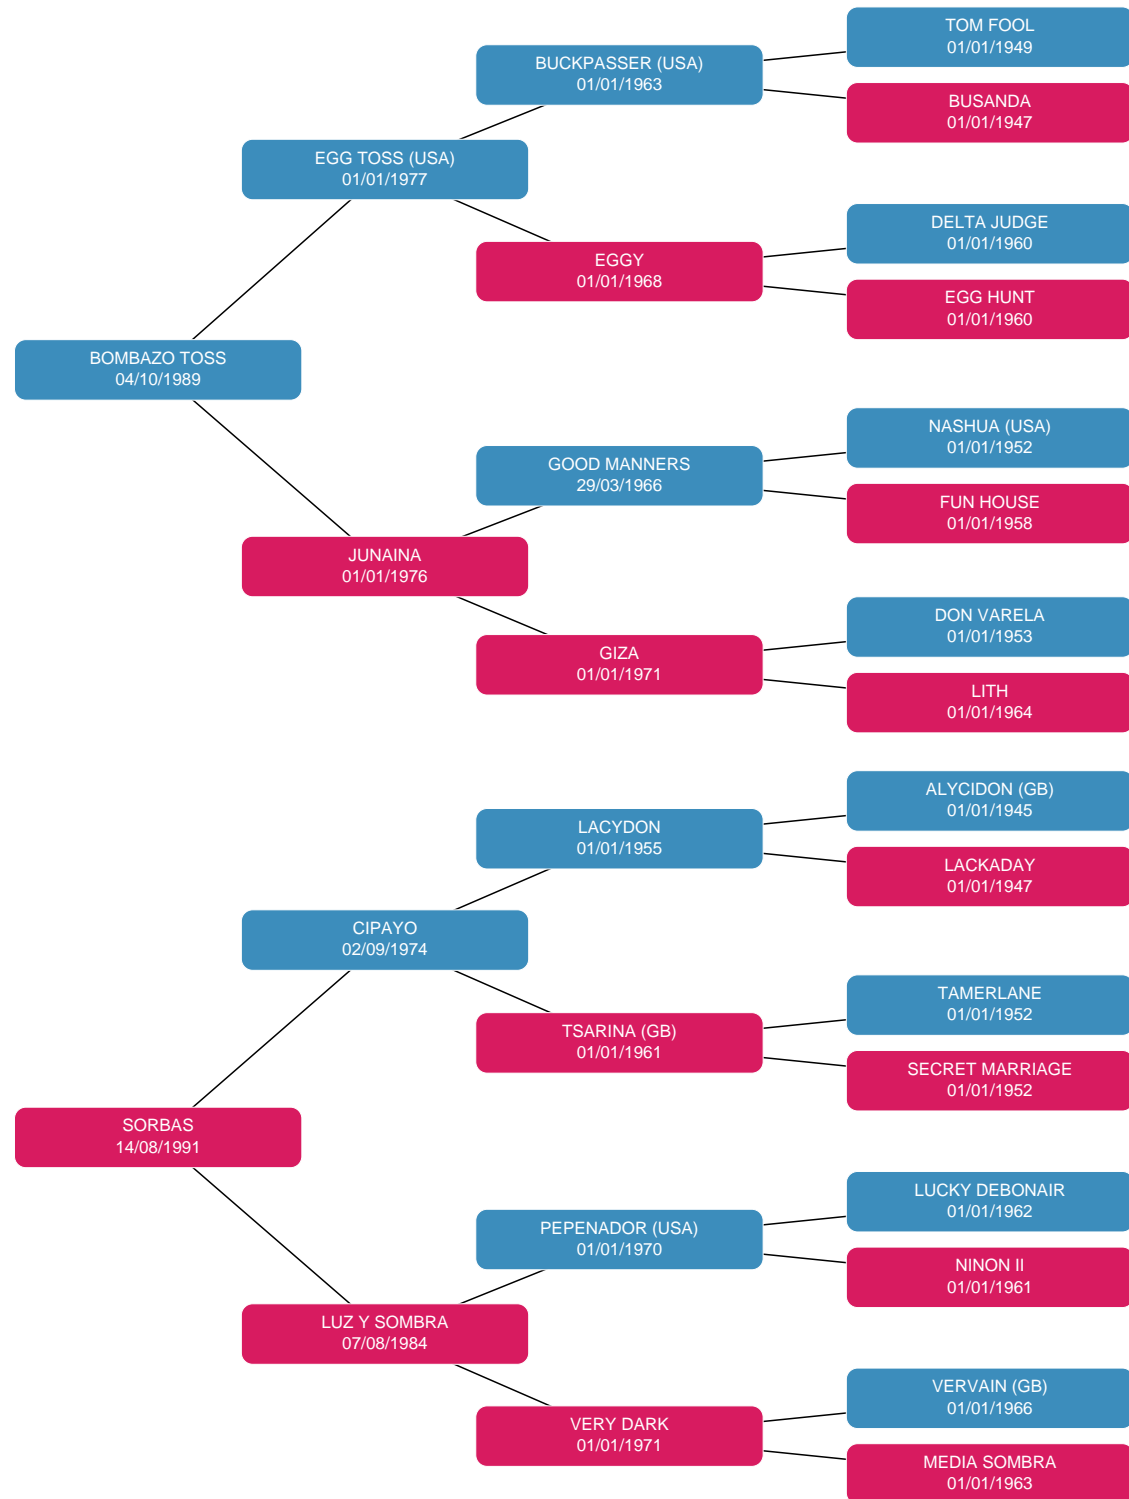 TOM FOOL
01/01/1949
BUCKPASSER (USA)
01/01/1963
BUSANDA
01/01/1947
EGG TOSS (USA)
01/01/1977
DELTA JUDGE
01/01/1960
EGGY
01/01/1968
EGG HUNT
01/01/1960
BOMBAZO TOSS
04/10/1989
NASHUA (USA)
01/01/1952
GOOD MANNERS
29/03/1966
FUN HOUSE
01/01/1958
JUNAINA
01/01/1976
DON VARELA
01/01/1953
GIZA
01/01/1971
LITH
01/01/1964
ALYCIDON (GB)
01/01/1945
LACYDON
01/01/1955
LACKADAY
01/01/1947
CIPAYO
02/09/1974
TAMERLANE
01/01/1952
TSARINA (GB)
01/01/1961
SECRET MARRIAGE
01/01/1952
SORBAS
14/08/1991
LUCKY DEBONAIR
01/01/1962
PEPENADOR (USA)
01/01/1970
NINON II
01/01/1961
LUZ Y SOMBRA
07/08/1984
VERVAIN (GB)
01/01/1966
VERY DARK
01/01/1971
MEDIA SOMBRA
01/01/1963